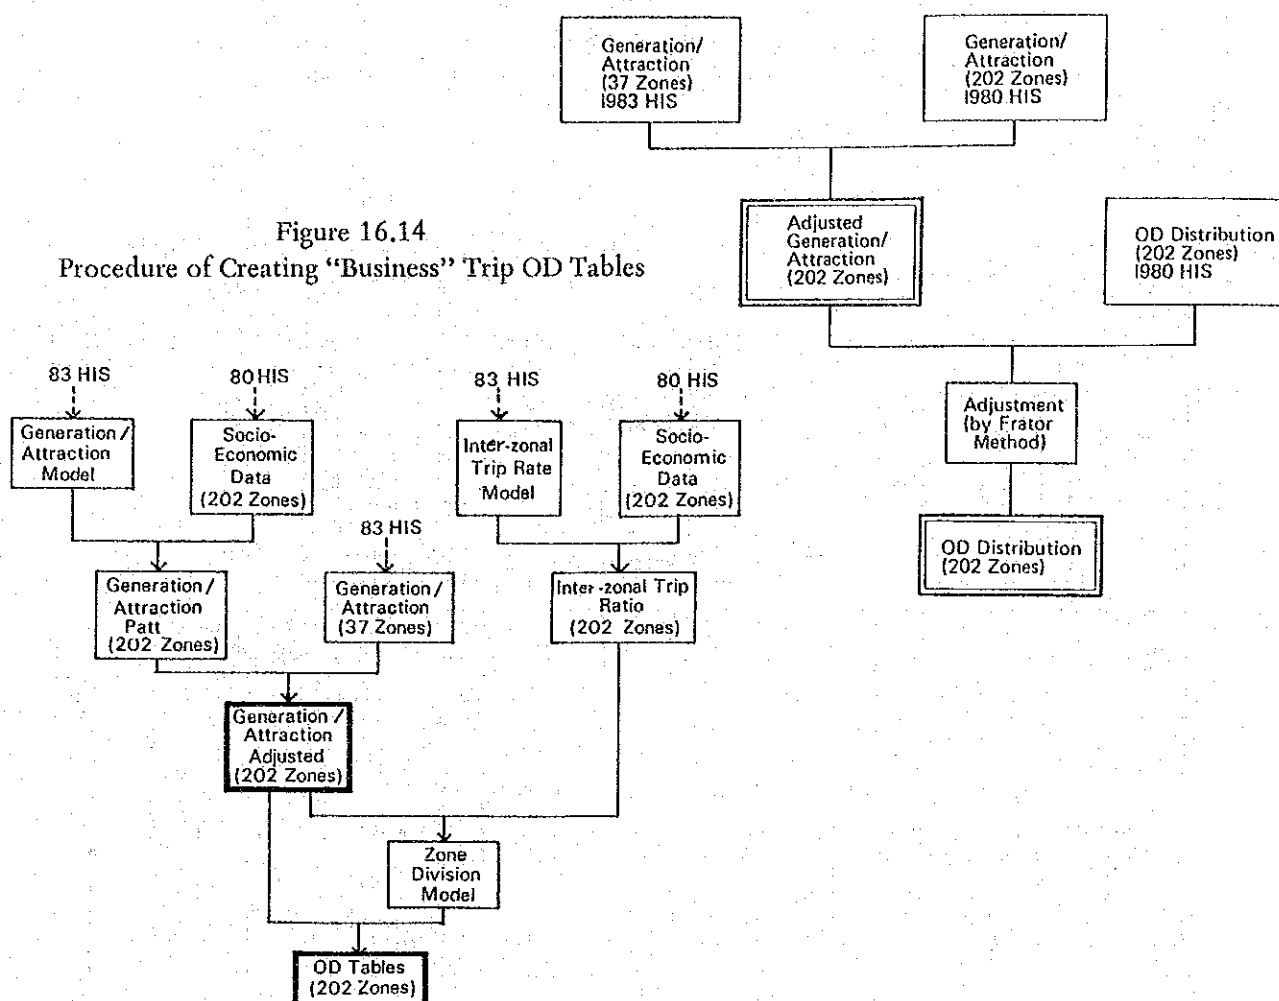 Generation/
Attraction
(37 Zones)
1983 HIS
Generation/
Attraction
(202 Zones)
1980 HIS
Adjusted
Generation/
Attraction
(202 Zones)
OD Distribution
(202 Zones)
1980 HIS
Adjustment
(by Frator
Method)
OD Distribution
(202 Zones)
Figure 16.14
Procedure of Creating “Business” Trip OD Tables
83 HIS
80 HIS
83 HIS
80 HIS
Generation /
Attraction
Model
Socio-
Economic
Data
(202 Zones)
Inter-zonal
Trip Rate
Model
Socio-
Economic
Data
(202 Zones)
83 HIS
Generation /
Attraction
Patt
(202 Zones)
Generation /
Attraction
(37 Zones)
Inter-zonal Trip
Ratio
(202 Zones)
Generation /
Attraction
Adjusted
(202 Zones)
Zone
Division
Model
OD Tables
(202 Zones)